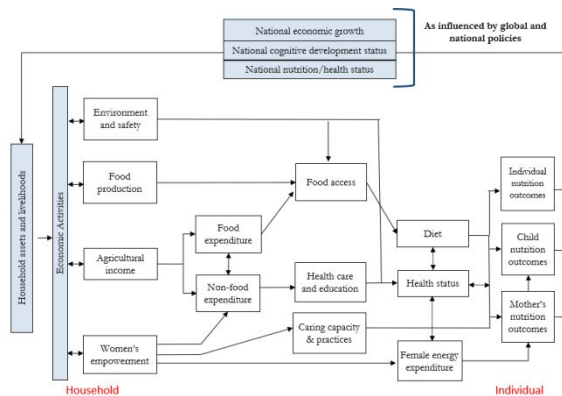 National economic growth
National cognitive development status
National nutrition/health status
As influenced by global and
national policies
Household assets and livelihoods
Economic Activities
Environment
and safety
Food
production
Agricultural
income
Women's
empowerment
Food
expenditure
Non-food
expenditure
Food access
Health care
and education
Caring capacity
& practices
Diet
Health status
Female energy
expenditure
Individual
nutrition
outcomes
Child
nutrition
outcomes
Mother's
nutrition
outcomes
Household
Individual